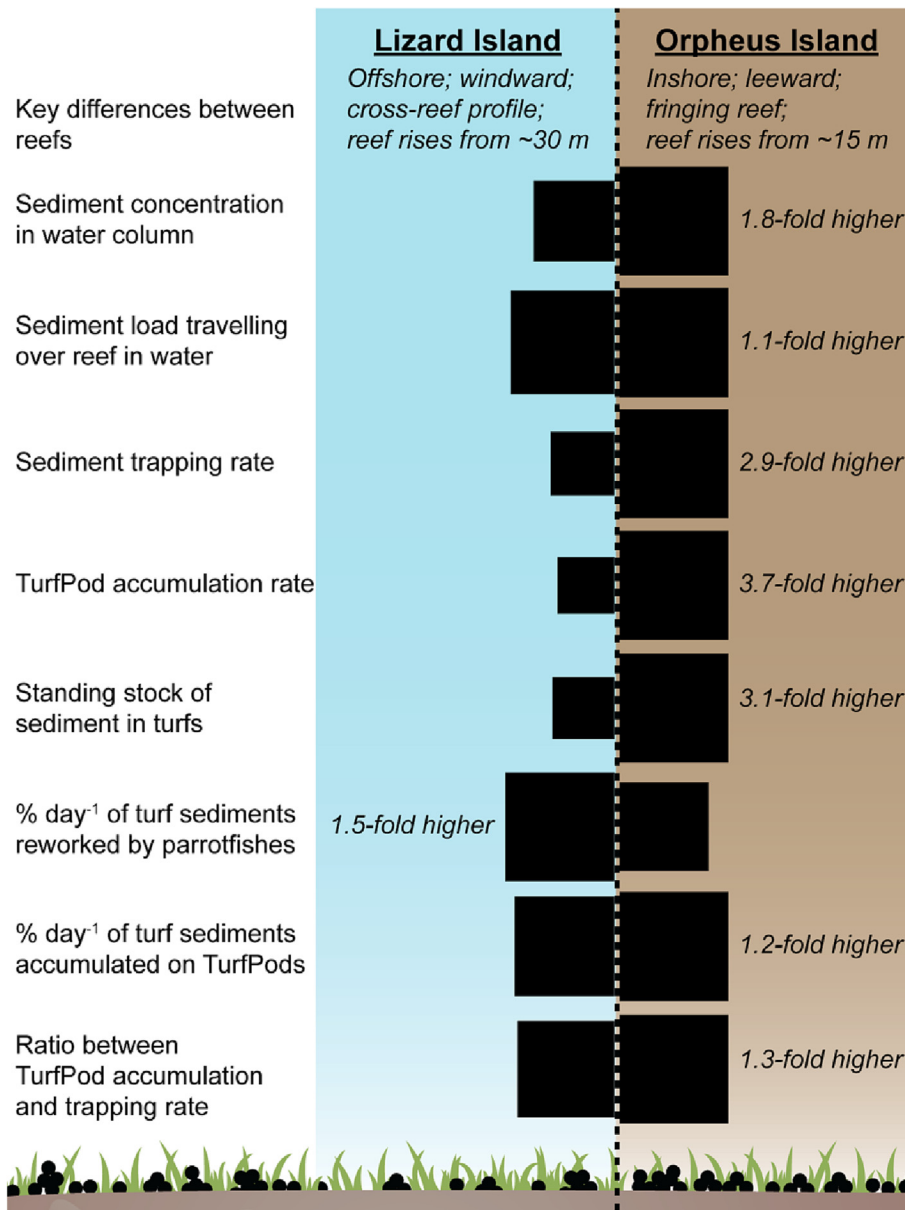 Lizard Island
Orpheus Island
Key differences between
reefs
Offshore; windward;
cross-reef profile;
reef rises from ~30 m
Inshore; leeward;
fringing reef;
reef rises from ~15 m
Sediment concentration
in water column
1.8-fold higher
Sediment load travelling
over reef in water
1.1-fold higher
Sediment trapping rate
2.9-fold higher
TurfPod accumulation rate
3.7-fold higher
Standing stock of
sediment in turfs
3.1-fold higher
% day⁻¹ of turf sediments
reworked by parrotfishes
1.5-fold higher
% day⁻¹ of turf sediments
accumulated on TurfPods
1.2-fold higher
Ratio between
TurfPod accumulation
and trapping rate
1.3-fold higher